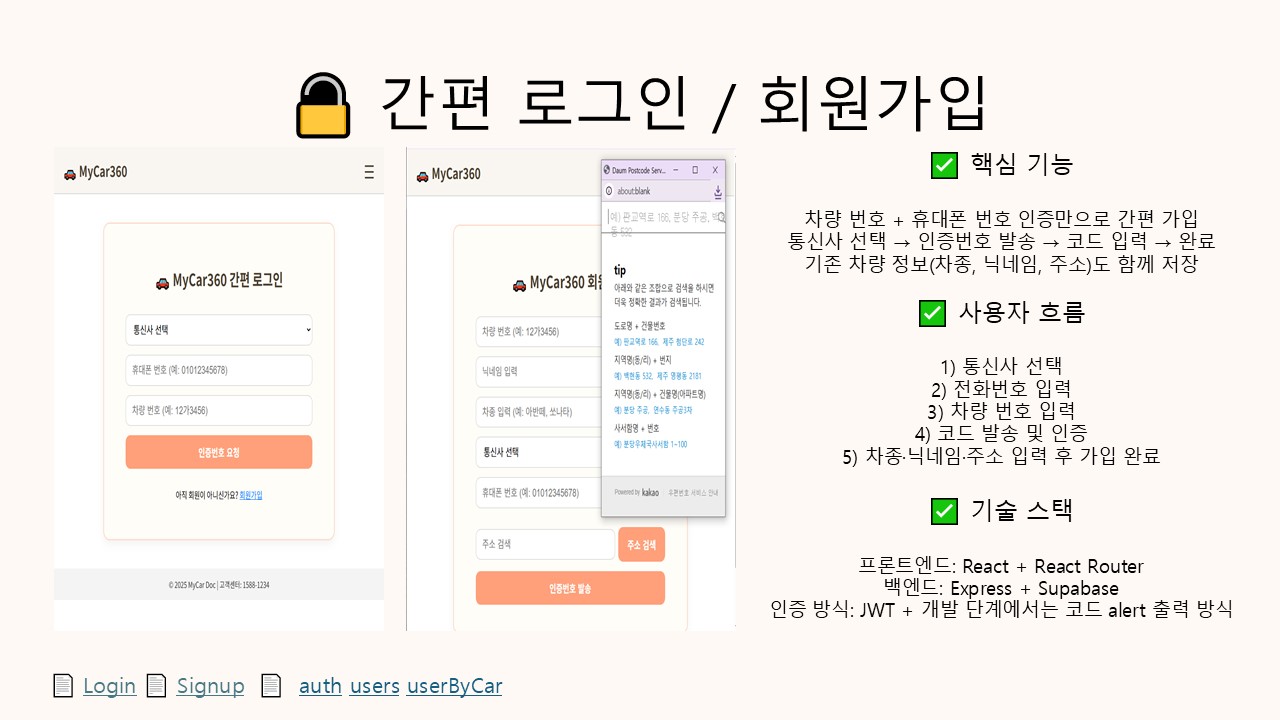 간편 로그인 / 회원가입
MyCar360
MyCar360 간편 로그인
통신사 선택
휴대폰 번호 (예: 01012345678)
차량 번호 (예: 12가3456)
인증번호 요청
아직 회원이 아니신가요? 회원가입
© 2025 MyCar Doc | 고객센터: 1588-1234
MyCar360
MyCar360 회원
차량 번호 (예: 12가3456)
닉네임 입력
차종 입력 (예: 아반떼, 쏘나타)
통신사 선택
휴대폰 번호 (예: 01012345678)
주소 검색
주소 검색
인증번호 발송
Daum Postcode Serv...
about:blank
예) 판교역로 166, 분당 주공, 백
동 532
tip
아래와 같은 조합으로 검색을 하시면
더욱 정확한 결과가 검색됩니다.
도로명 + 건물번호
예) 판교역로 166, 제주 첨단로 242
지역명(동/리) + 번지
예) 백현동 532, 제주 영평동 2181
지역명(동/리) + 건물명(아파트명)
예) 분당 주공, 연수동 주공3차
사서함명 + 번호
예) 분당우체국사서함 1~100
Powered by kakao 우편번호 서비스 안내
핵심 기능
차량 번호 + 휴대폰 번호 인증만으로 간편 가입
통신사 선택 → 인증번호 발송 → 코드 입력 → 완료
기존 차량 정보(차종, 닉네임, 주소)도 함께 저장
사용자 흐름
1) 통신사 선택
2) 전화번호 입력
3) 차량 번호 입력
4) 코드 발송 및 인증
5) 차종·닉네임·주소 입력 후 가입 완료
기술 스택
프론트엔드: React + React Router
백엔드: Express + Supabase
인증 방식: JWT + 개발 단계에서는 코드 alert 출력 방식
Login Signup auth users userByCar